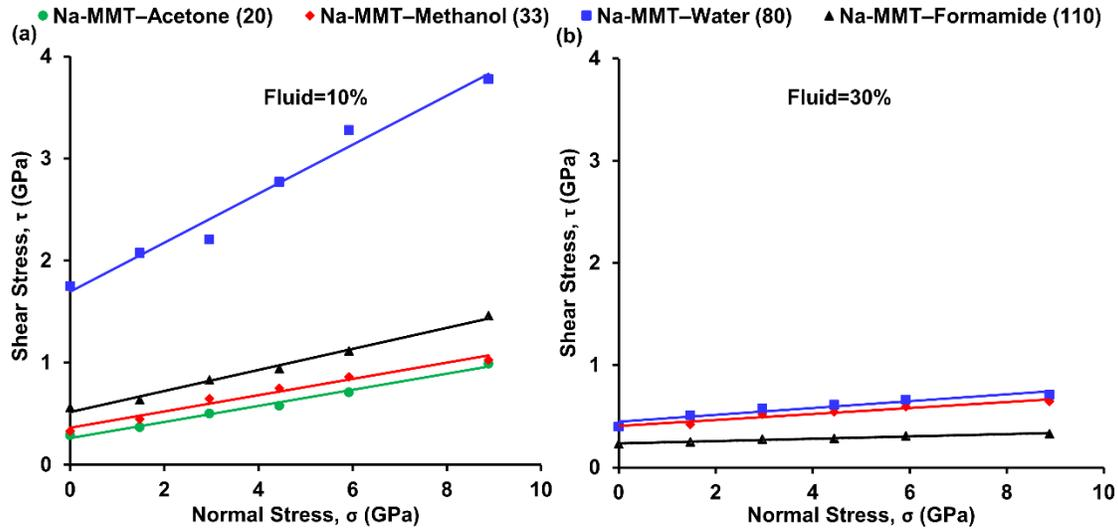 Na-MMT–Acetone (20) Na-MMT–Methanol (33) Na-MMT–Water (80) Na-MMT–Formamide (110)
(a)
Fluid=10%
Shear Stress, τ (GPa)
4
3
2
1
0
0 2 4 6 8 10
Normal Stress, σ (GPa)
(b)
Fluid=30%
Shear Stress, τ (GPa)
4
3
2
1
0
0 2 4 6 8 10
Normal Stress, σ (GPa)